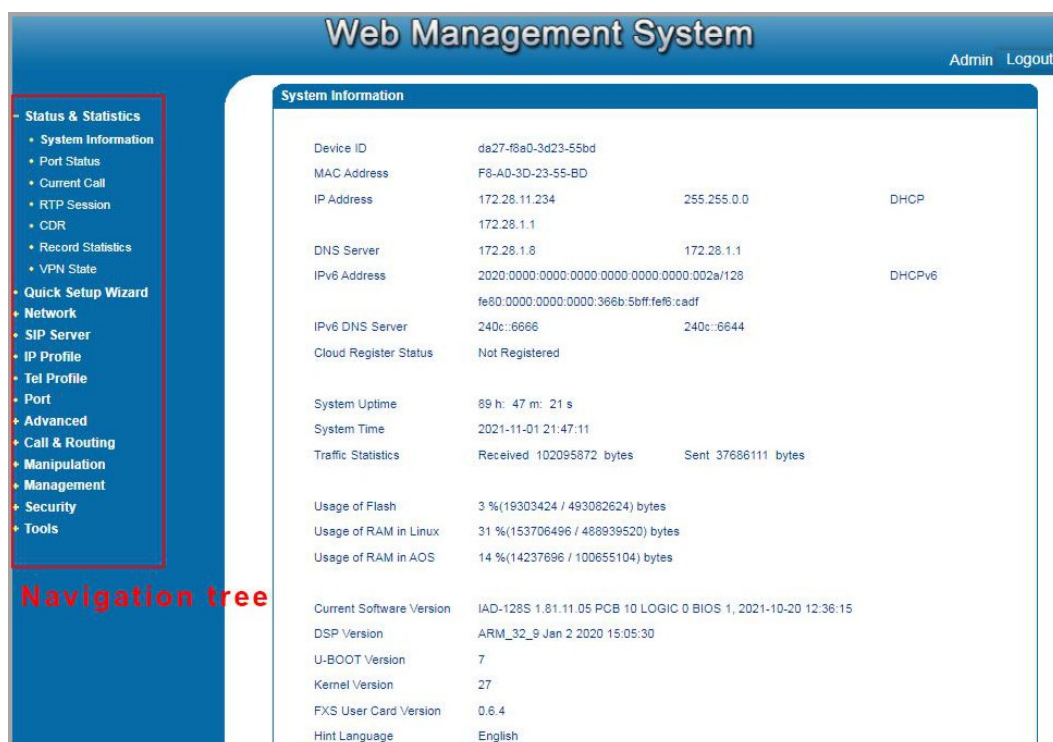 Web Management System
Admin Logout
- Status & Statistics
• System Information
• Port Status
• Current Call
• RTP Session
• CDR
• Record Statistics
• VPN State
• Quick Setup Wizard
+ Network
• SIP Server
• IP Profile
• Tel Profile
• Port
+ Advanced
+ Call & Routing
+ Manipulation
+ Management
+ Security
+ Tools
Navigation tree
System Information
Device ID da27-f8a0-3d23-55bd
MAC Address F8-A0-3D-23-55-BD
IP Address 172.28.11.234 255.255.0.0 DHCP
172.28.1.1
DNS Server 172.28.1.8 172.28.1.1
IPv6 Address 2020:0000:0000:0000:0000:0000:0000:002a/128 DHCPv6
fe80:0000:0000:0000:366b:5bff:fef6:cadf
IPv6 DNS Server 240c::6666 240c::6644
Cloud Register Status Not Registered
System Uptime 89 h: 47 m: 21 s
System Time 2021-11-01 21:47:11
Traffic Statistics Received 102095872 bytes Sent 37686111 bytes
Usage of Flash 3 %(19303424 / 493082624) bytes
Usage of RAM in Linux 31 %(153706496 / 488939520) bytes
Usage of RAM in AOS 14 %(14237696 / 100655104) bytes
Current Software Version IAD-128S 1.81.11.05 PCB 10 LOGIC 0 BIOS 1, 2021-10-20 12:36:15
DSP Version ARM_32_9 Jan 2 2020 15:05:30
U-BOOT Version 7
Kernel Version 27
FXS User Card Version 0.6.4
Hint Language English